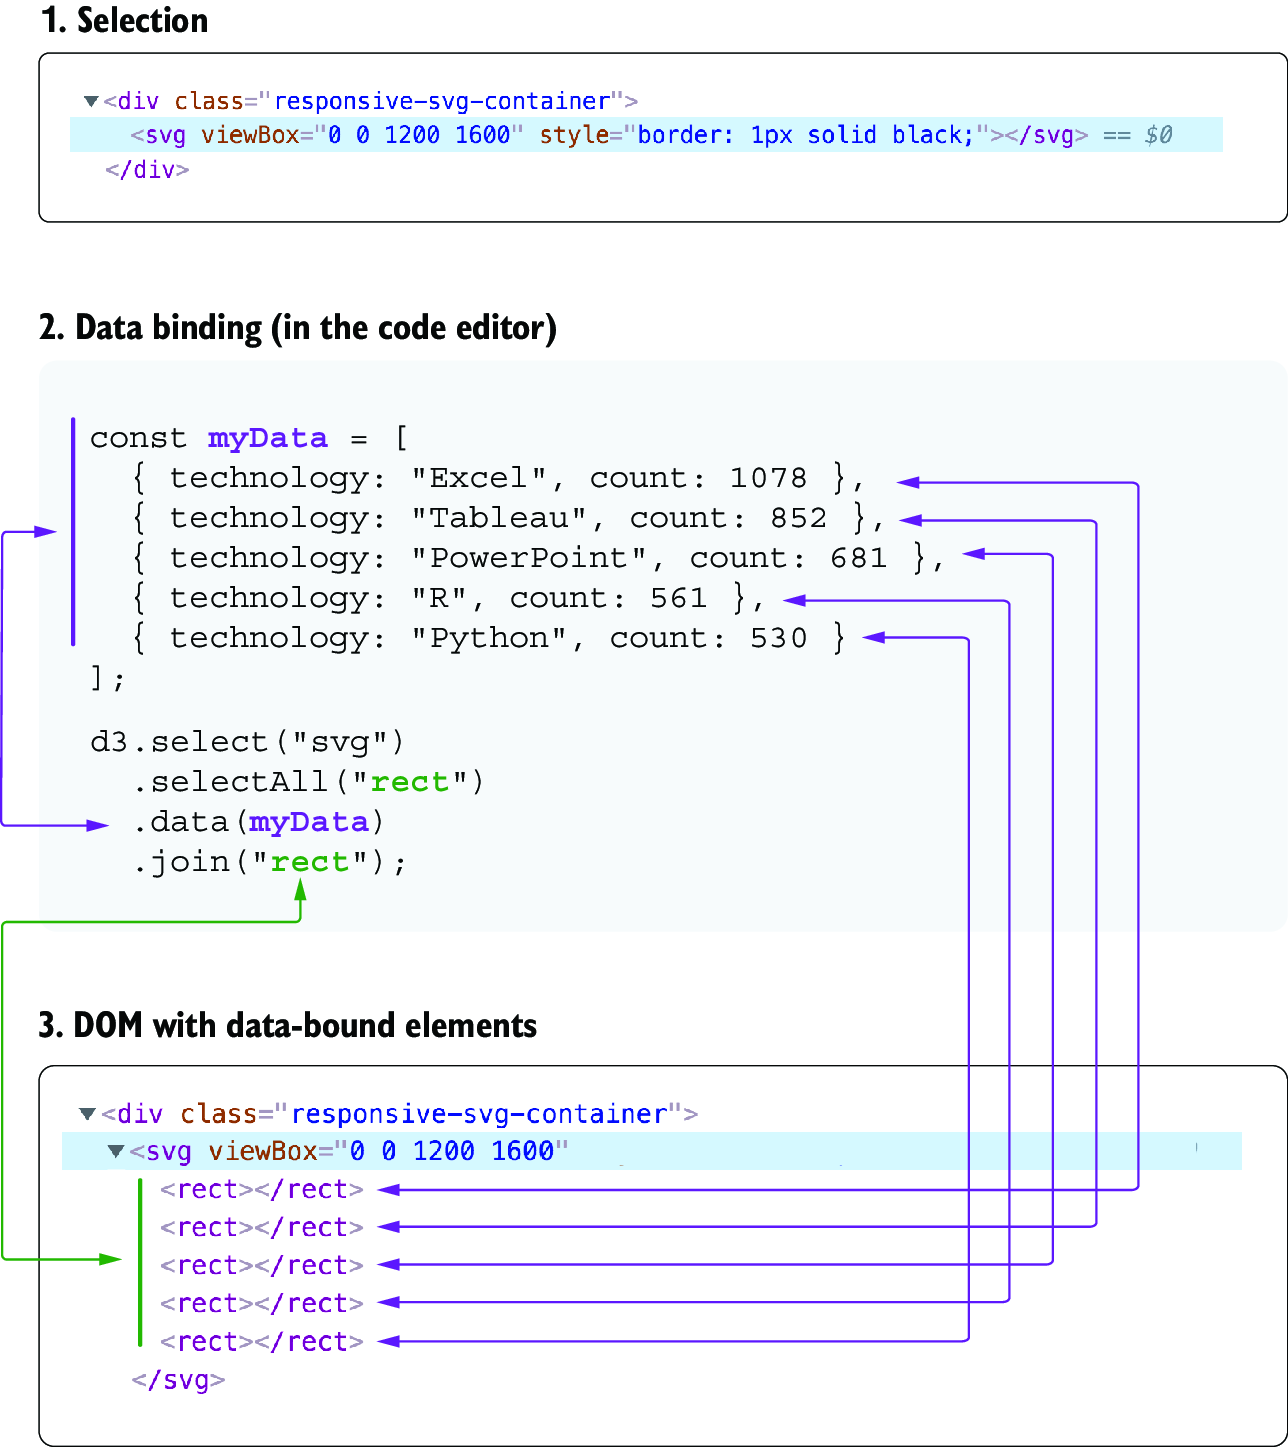 1. Selection
▼<div class="responsive-svg-container">
<svg viewBox="0 0 1200 1600" style="border: 1px solid black;"></svg> == $0
</div>
2. Data binding (in the code editor)
const myData = [
{ technology: "Excel", count: 1078 },
{ technology: "Tableau", count: 852 },
{ technology: "PowerPoint", count: 681 },
{ technology: "R", count: 561 },
{ technology: "Python", count: 530 }
];
d3.select("svg")
.selectAll("rect")
.data(myData)
.join("rect");
3. DOM with data-bound elements
▼<div class="responsive-svg-container">
▼<svg viewBox="0 0 1200 1600"
<rect></rect>
<rect></rect>
<rect></rect>
<rect></rect>
<rect></rect>
</svg>